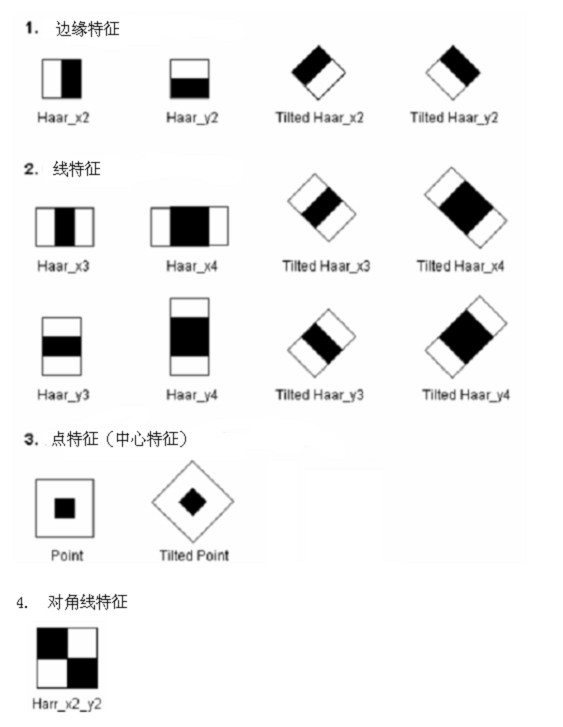 1. 边缘特征
Haar_x2 Haar_y2 Tilted Haar_x2 Tilted Haar_y2
2. 线特征
Haar_x3 Haar_x4 Tilted Haar_x3 Tilted Haar_x4
Haar_y3 Haar_y4 Tilted Haar_y3 Tilted Haar_y4
3. 点特征（中心特征）
Point Tilted Point
4. 对角线特征
Harr_x2_y2